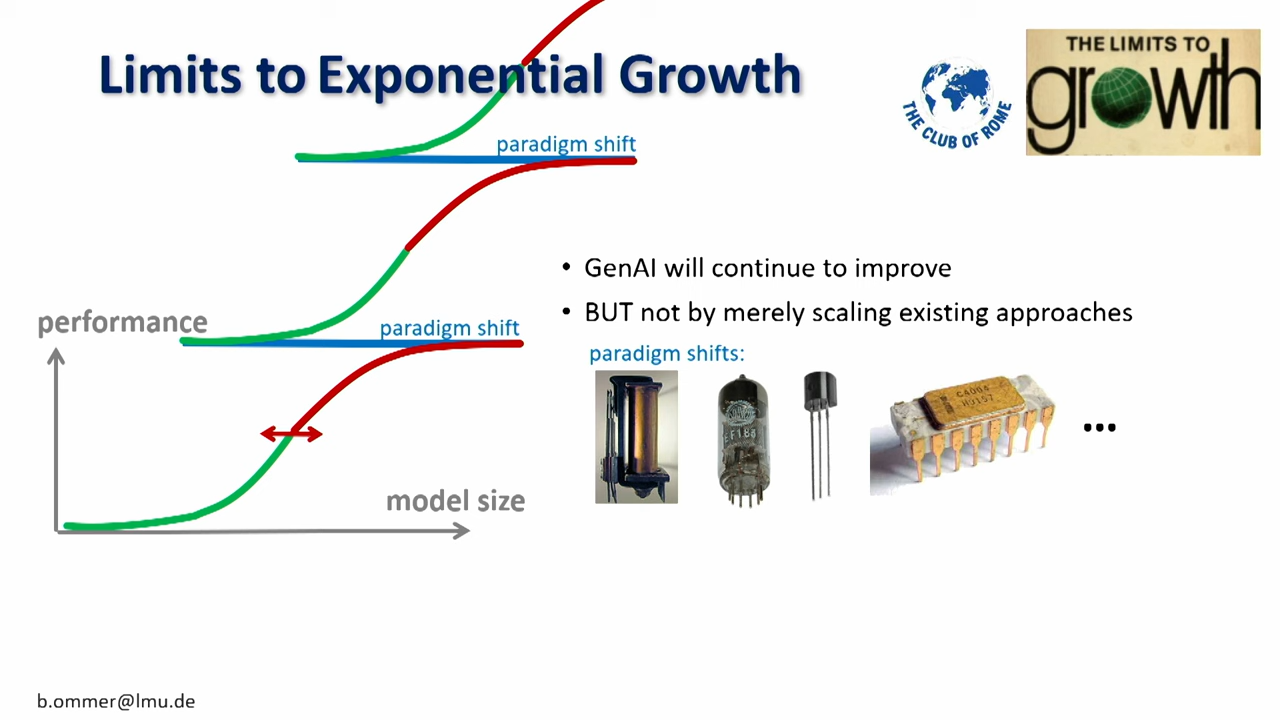 Limits to Exponential Growth
THE CLUB OF ROME
THE LIMITS TO
growth
paradigm shift
• GenAI will continue to improve
• BUT not by merely scaling existing approaches
performance
paradigm shift
paradigm shifts:
C4004
EF183
model size
...
b.ommer@lmu.de